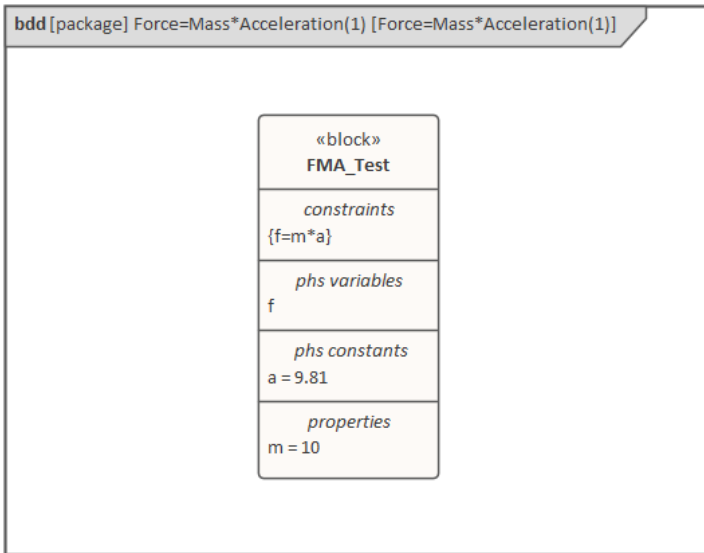 bdd [package] Force=Mass*Acceleration(1) [Force=Mass*Acceleration(1)]
«block»
FMA_Test
constraints
{f=m*a}
phs variables
f
phs constants
a = 9.81
properties
m = 10